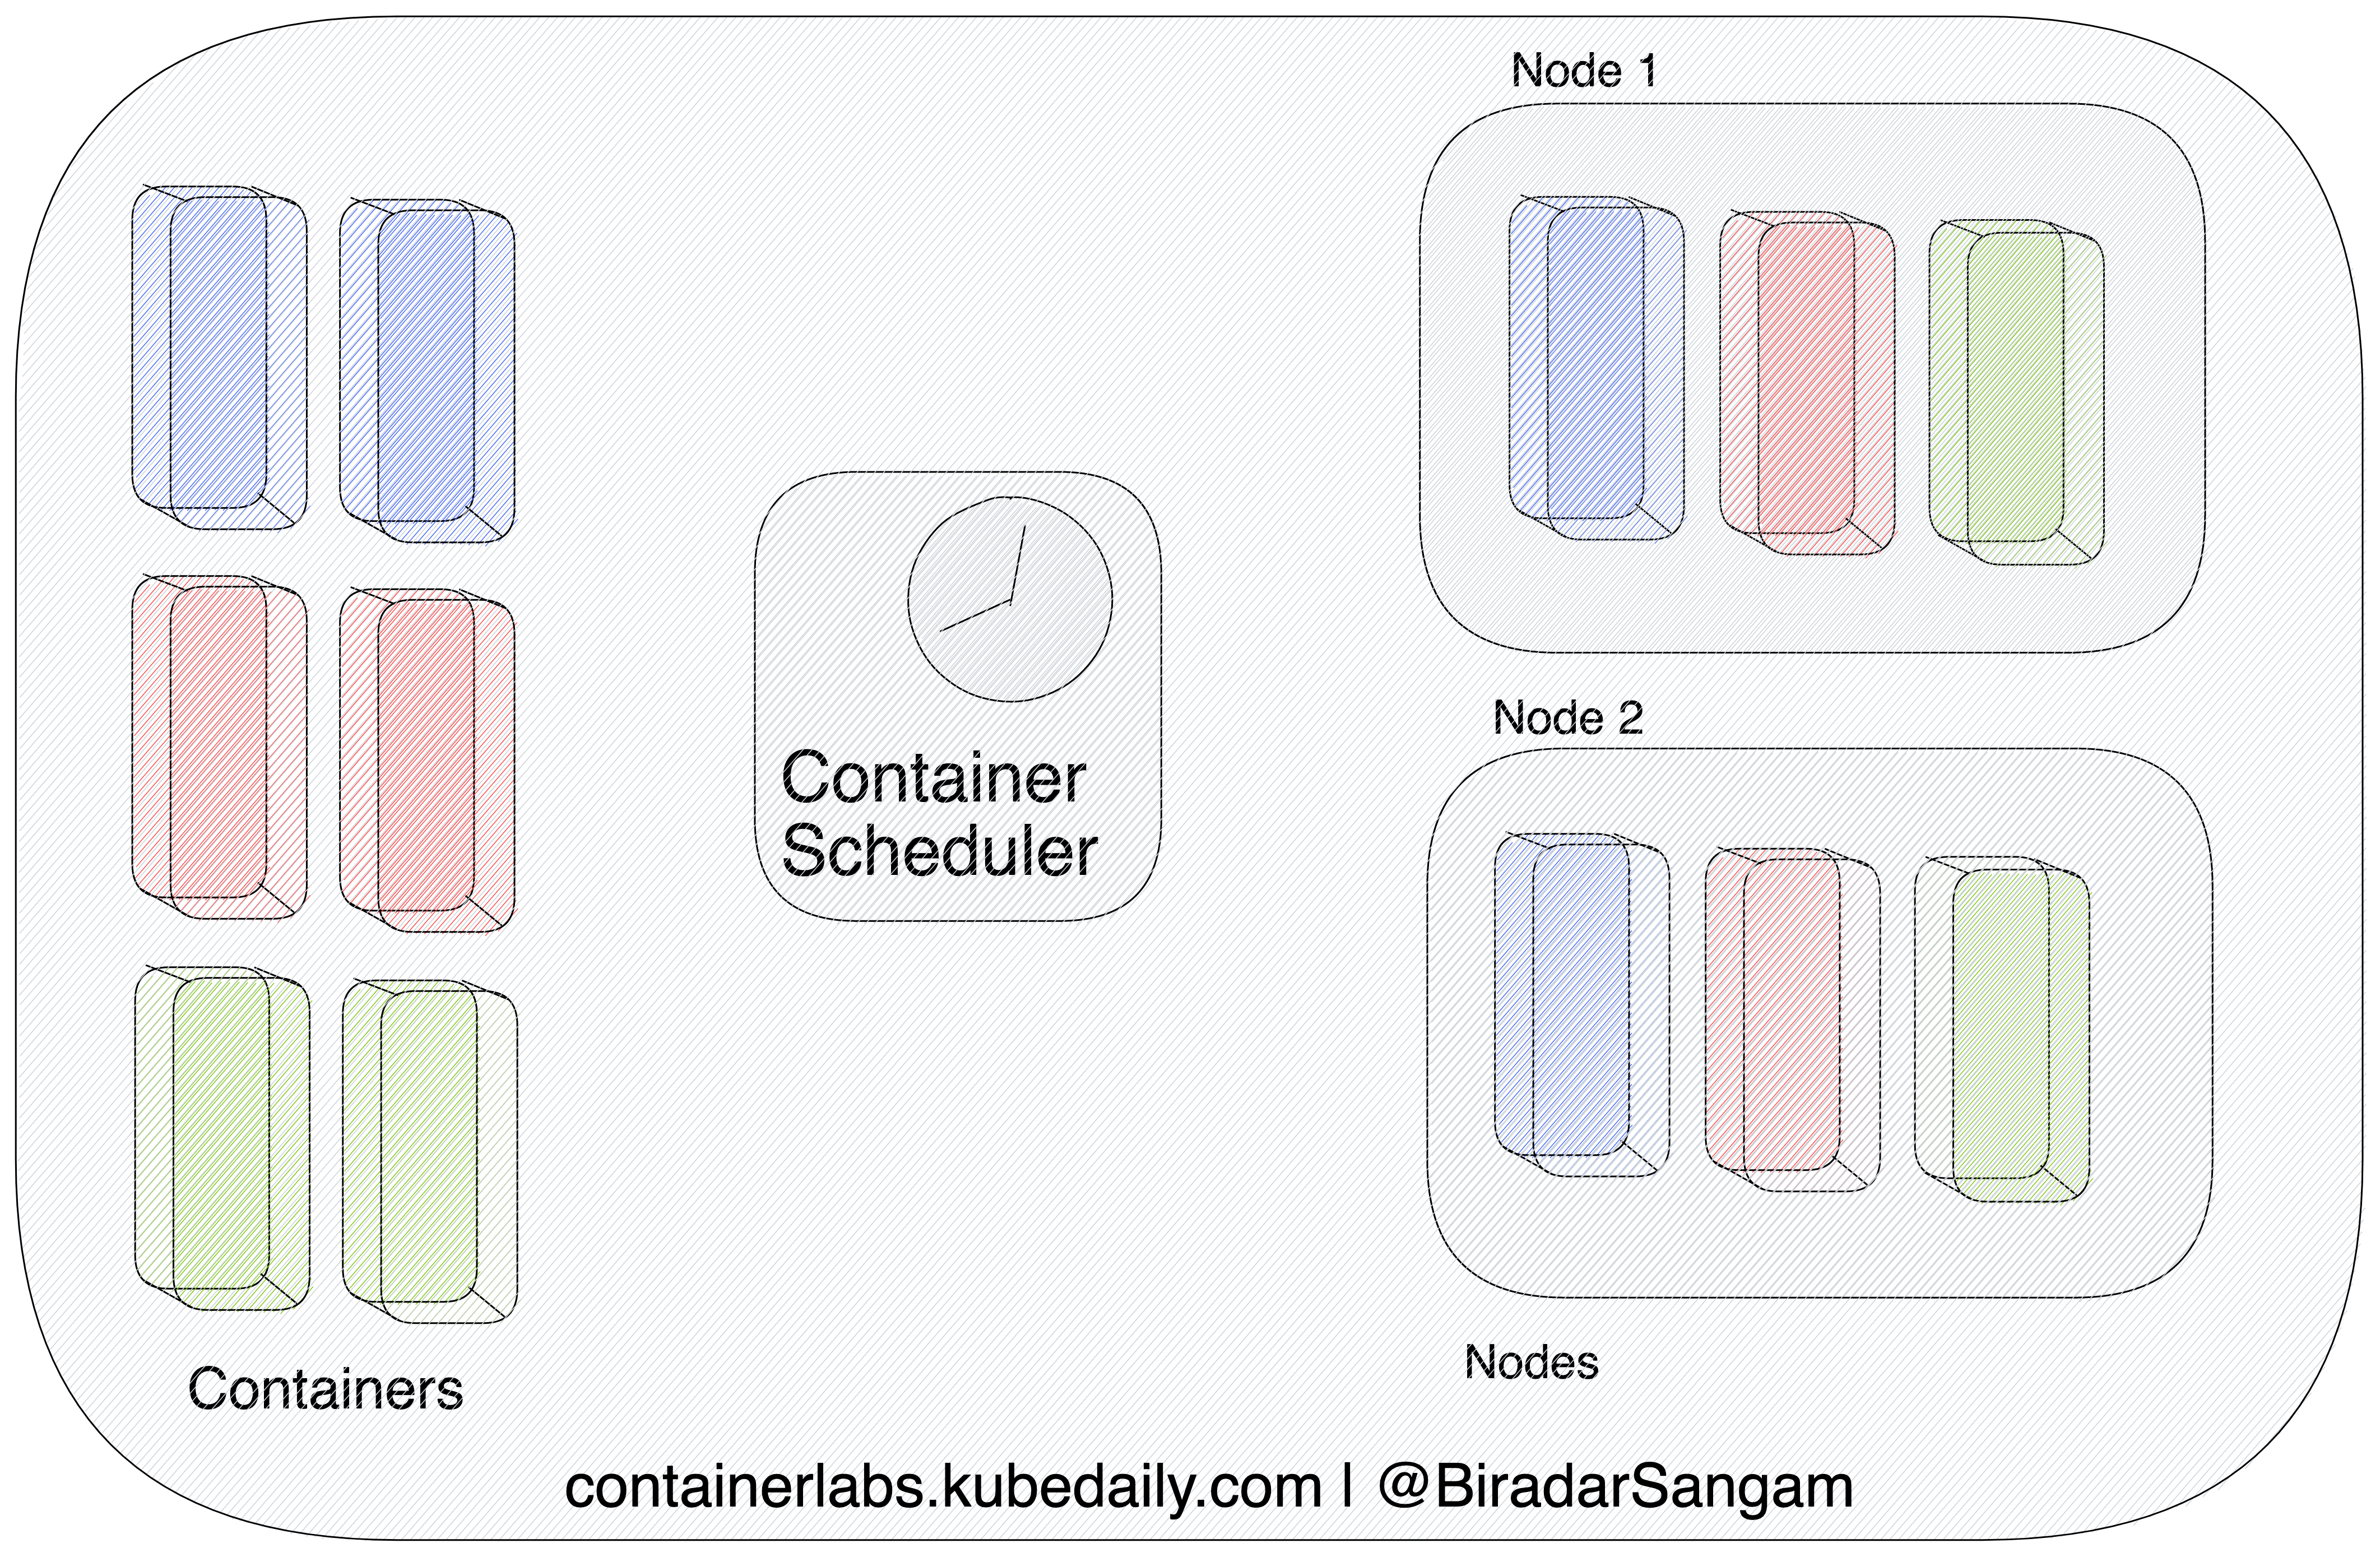 Node 1
Container
Scheduler
Node 2
Nodes
Containers
containerlabs.kubedaily.com | @BiradarSangam